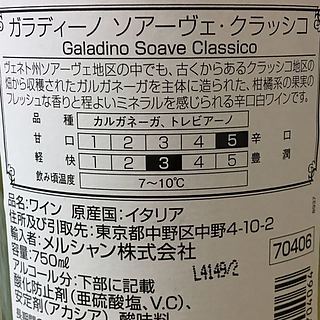 ガラディーノ ソアーヴェ・クラッシコ
Galadino Soave Classico
ヴェネト州ソアーヴェ地区の中でも、古くからあるクラッシコ地区の
畑から収穫されたガルガネーガを主体に造られた、柑橘系の果実の
フレッシュな香りと程よいミネラルを感じられる辛口白ワインです。
品種 カルガネーガ、トレビアーノ
甘口 1 2 3 4 5 辛口
軽快 1 2 3 4 5 豊潤
飲み頃温度 7～10℃
品名:ワイン 原産国:イタリア
住所及び引取先:東京都中野区中野4-10-2
輸入者:メルシャン株式会社
容量:750㎖ 70406
アルコール分:下部に記載 L4149/2
酸化防止剤(亜硫酸塩、V.C)、
安定剤(アカシア)、酸味料